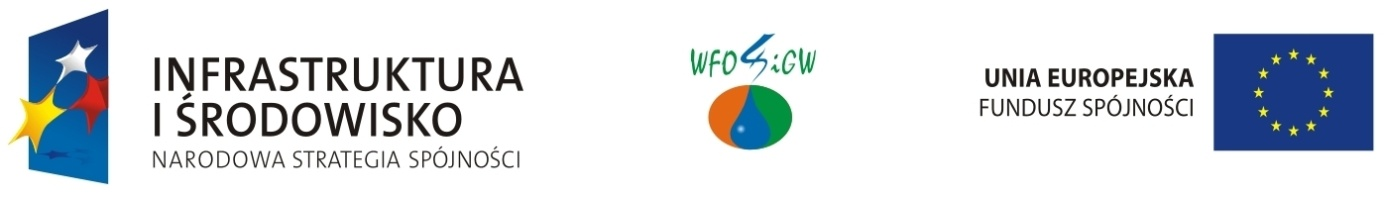 INFRASTRUKTURA
I ŚRODOWISKO
NARODOWA STRATEGIA SPÓJNOŚCI
WFOŚiGW
UNIA EUROPEJSKA
FUNDUSZ SPÓJNOŚCI